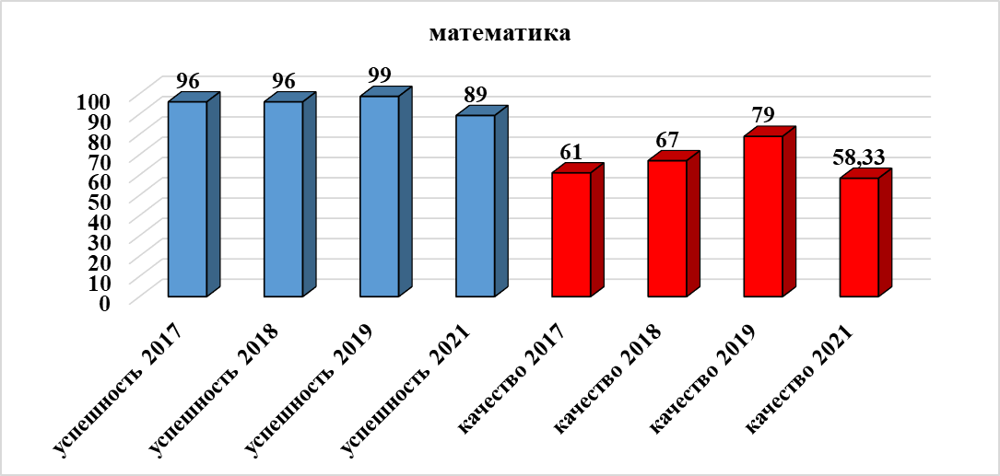 математика
96
96
99
89
61
67
79
58,33
100
90
80
70
60
50
40
30
20
10
0
успешность 2017
успешность 2018
успешность 2019
успешность 2021
качество 2017
качество 2018
качество 2019
качество 2021